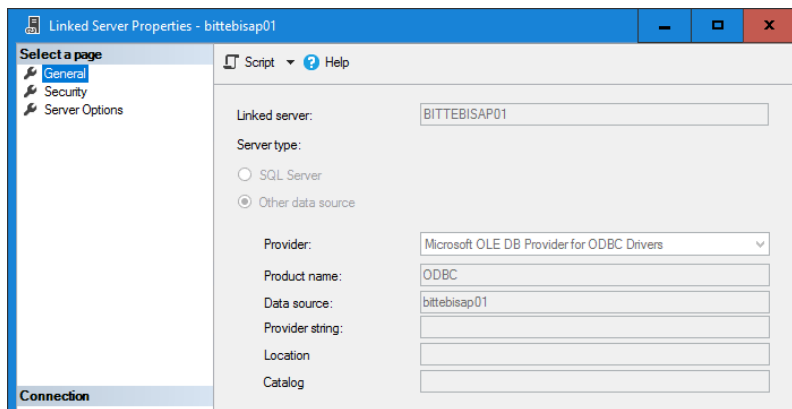 Linked Server Properties - bittebisap01
Select a page
General
Security
Server Options
Connection
Script
Help
Linked server:
BITTEBISAP01
Server type:
SQL Server
Other data source
Provider:
Microsoft OLE DB Provider for ODBC Drivers
Product name:
ODBC
Data source:
bittebisap01
Provider string:
Location
Catalog